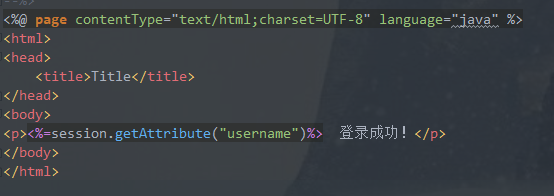 --%>
<%@ page contentType="text/html;charset=UTF-8" language="java" %>
<html>
<head>
    <title>Title</title>
</head>
<body>
<p><%=session.getAttribute("username")%>  登录成功！</p>
</body>
</html>